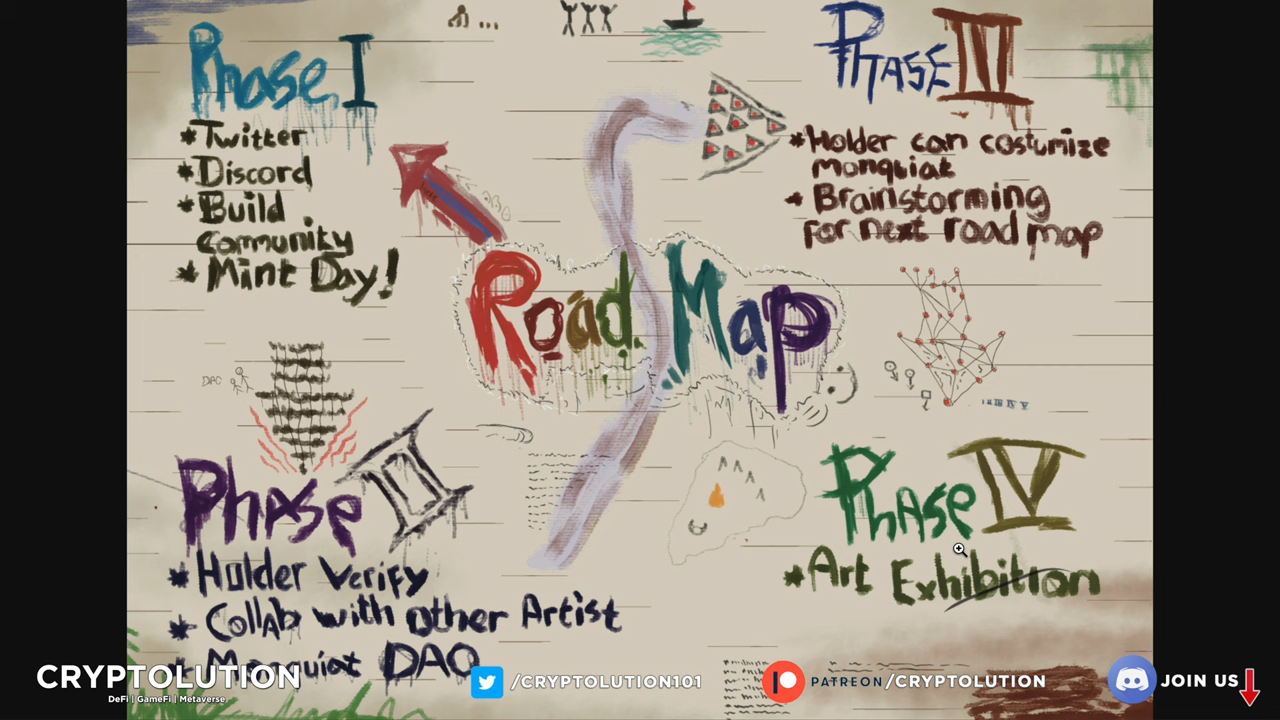 Phase I
*Twitter
*Discord
*Build
community
*Mint Day!
Phase III
*Holder can costumize
monquiat
*Brainstorming
for next road map
Road Map
DAO
Phase II
*Holder Verify
*Collab with other Artist
*Monquiat DAO
Phase IV
*Art Exhibition
CRYPTOLUTION
DeFi | GameFi | Metaverse
/CRYPTOLUTION101
PATREON/CRYPTOLUTION
JOIN US